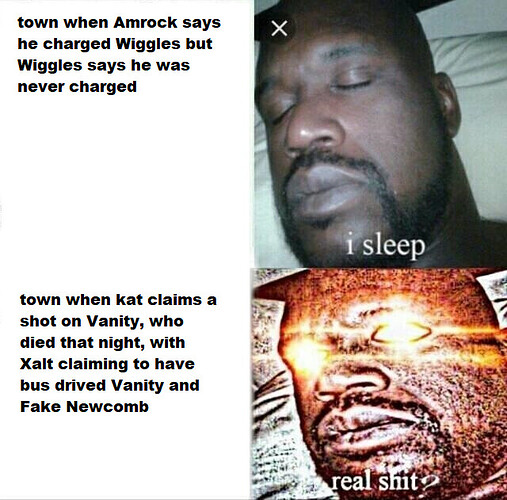 town when Amrock says
he charged Wiggles but
Wiggles says he was
never charged
i sleep
town when kat claims a
shot on Vanity, who
died that night, with
Xalt claiming to have
bus drived Vanity and
Fake Newcomb
real shit?